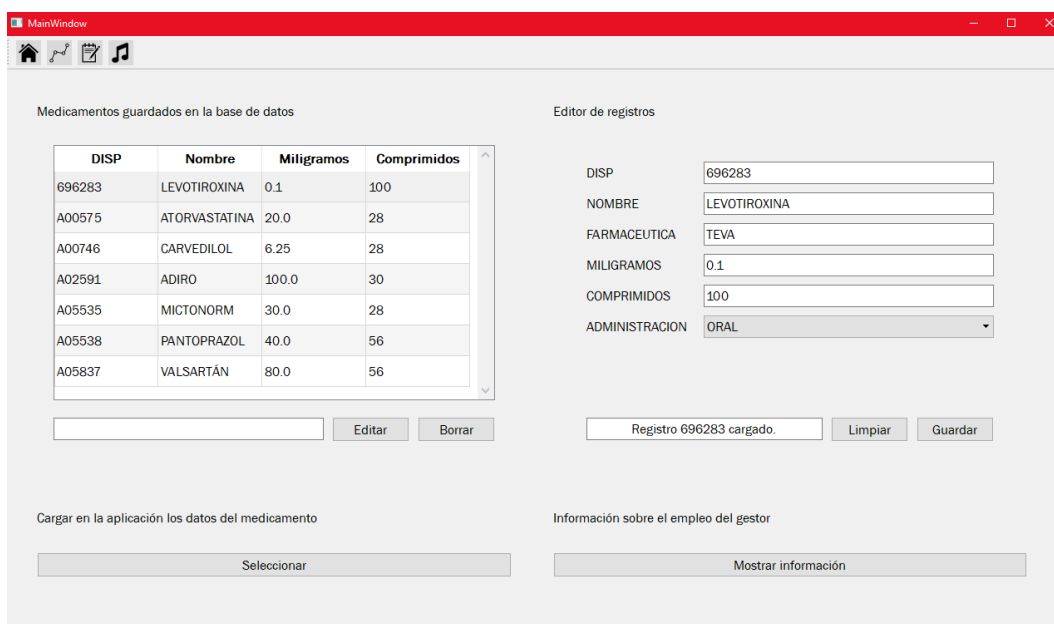 MainWindow
Medicamentos guardados en la base de datos
DISP Nombre Miligramos Comprimidos
696283 LEVOTIROXINA 0.1 100
A00575 ATORVASTATINA 20.0 28
A00746 CARVEDILOL 6.25 28
A02591 ADIRO 100.0 30
A05535 MICTONORM 30.0 28
A05538 PANTOPRAZOL 40.0 56
A05837 VALSARTÁN 80.0 56
Editar Borrar
Editor de registros
DISP 696283
NOMBRE LEVOTIROXINA
FARMACEUTICA TEVA
MILIGRAMOS 0.1
COMPRIMIDOS 100
ADMINISTRACION ORAL
Registro 696283 cargado. Limpiar Guardar
Cargar en la aplicación los datos del medicamento
Seleccionar
Información sobre el empleo del gestor
Mostrar información